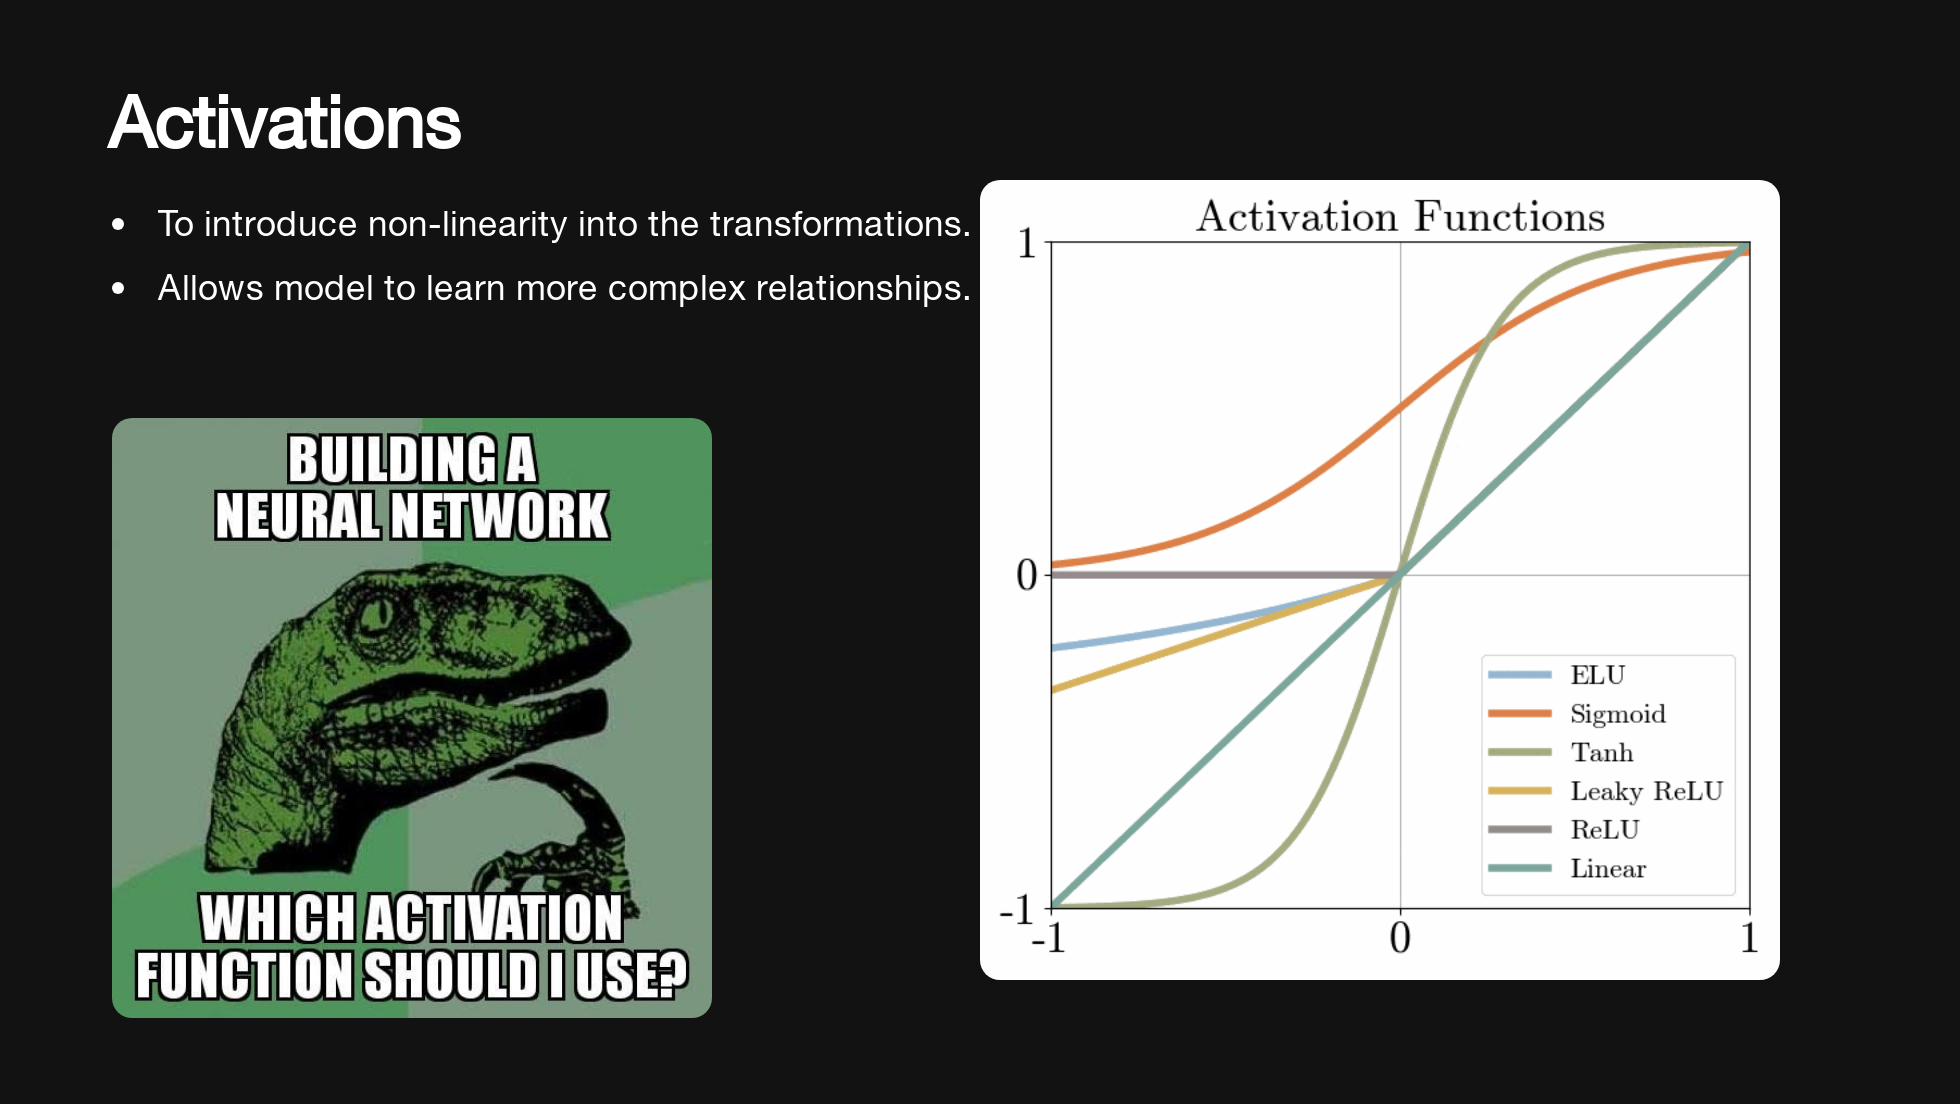 Activations
• To introduce non-linearity into the transformations.
• Allows model to learn more complex relationships.
BUILDING A
NEURAL NETWORK
WHICH ACTIVATION
FUNCTION SHOULD I USE?
Activation Functions
1
0
-1
-1
0
1
ELU
Sigmoid
Tanh
Leaky ReLU
ReLU
Linear